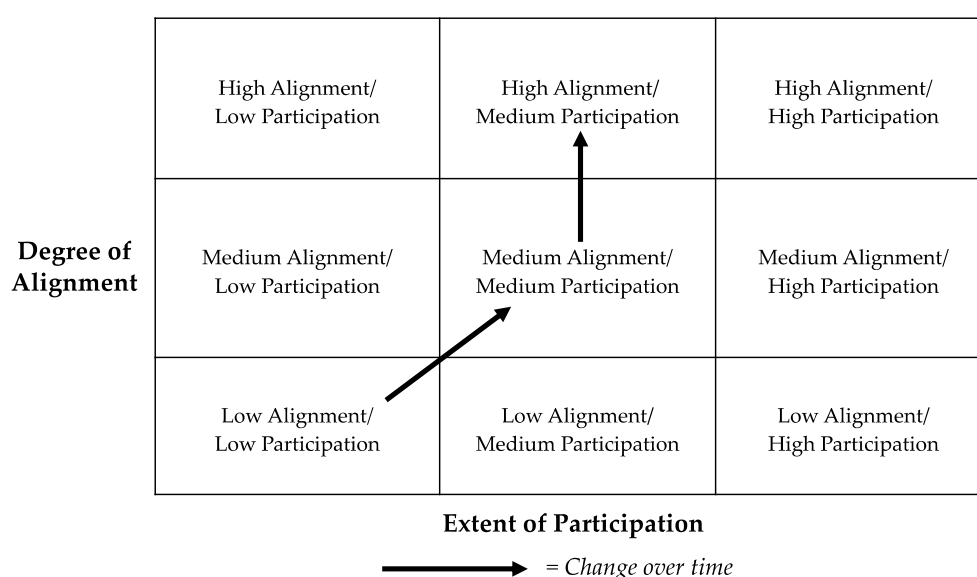 High Alignment/
Low Participation
High Alignment/
Medium Participation
High Alignment/
High Participation
Degree of
Alignment
Medium Alignment/
Low Participation
Medium Alignment/
Medium Participation
Medium Alignment/
High Participation
Low Alignment/
Low Participation
Low Alignment/
Medium Participation
Low Alignment/
High Participation
Extent of Participation
= Change over time